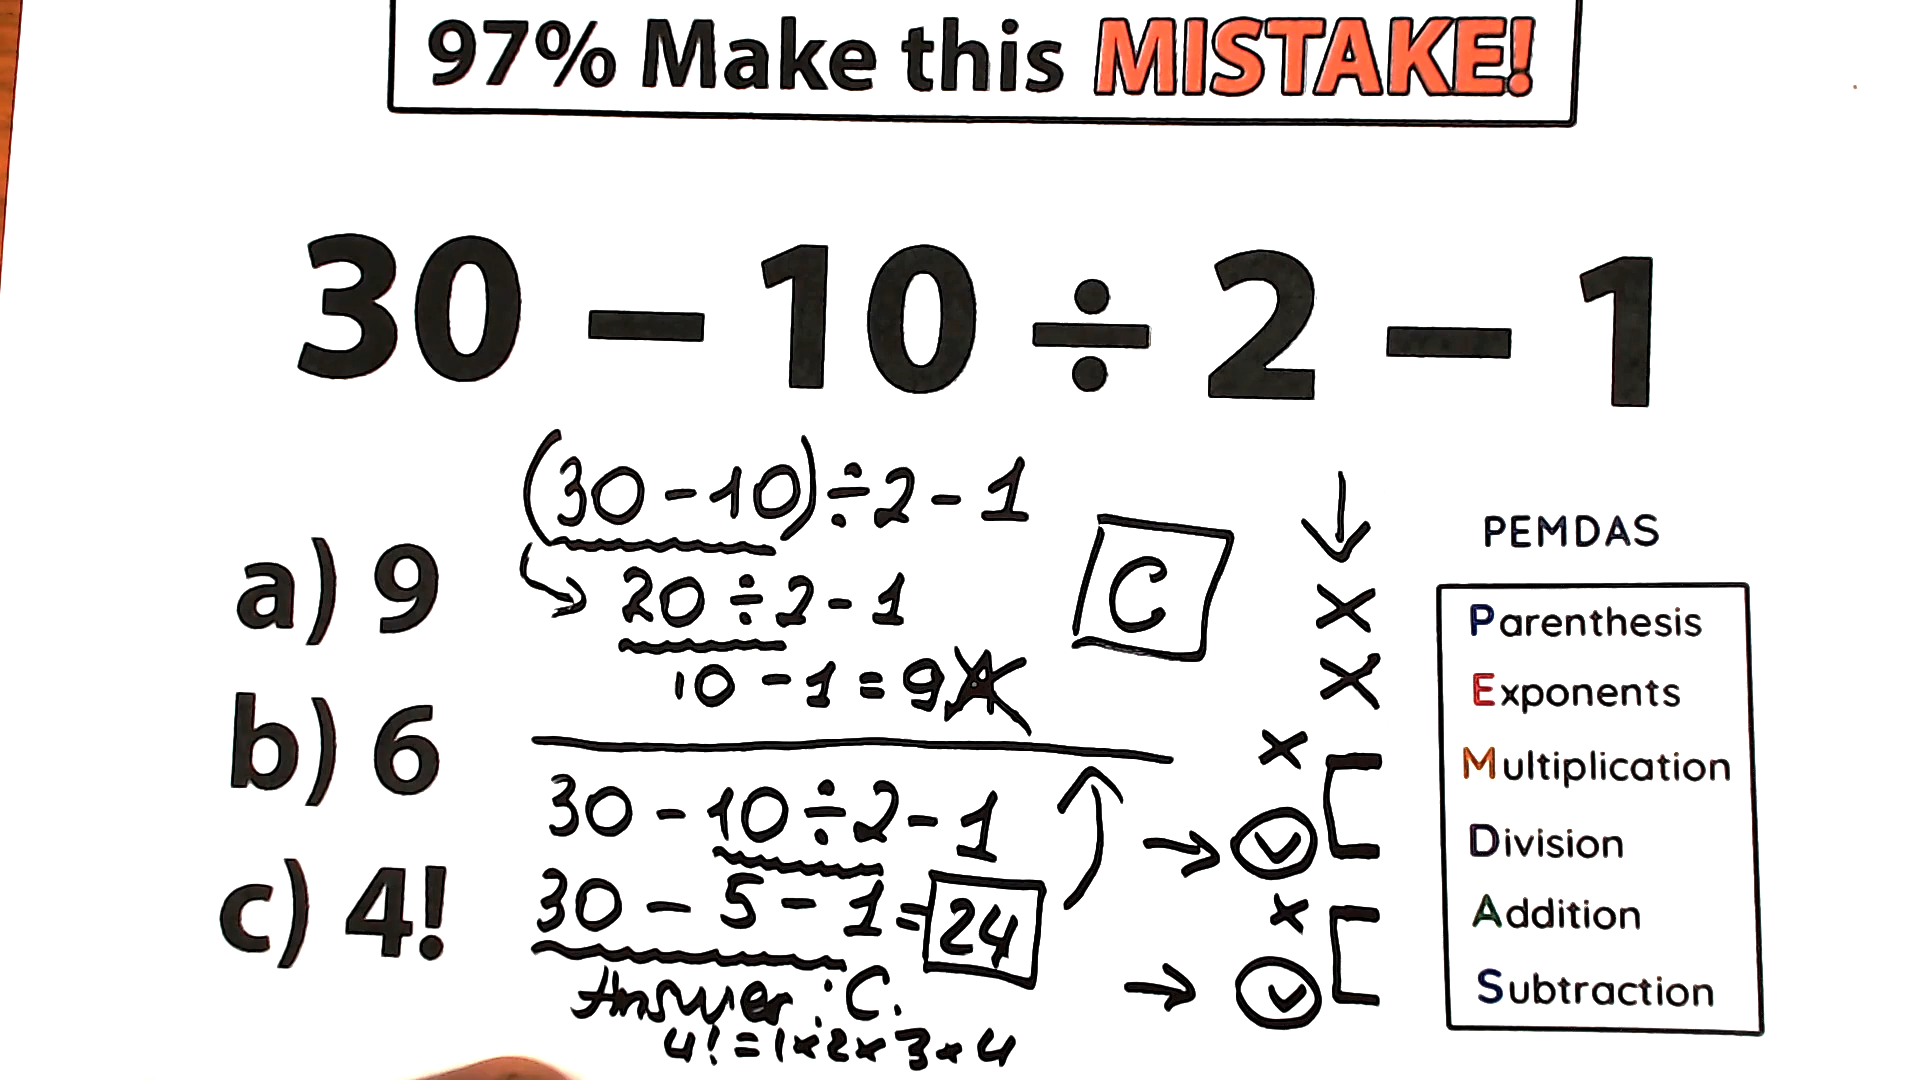 97% Make this MISTAKE!
30 – 10 ÷ 2 – 1
a) 9
b) 6
c) 4!
(30 - 10) ÷ 2 - 1
20 ÷ 2 - 1
10 - 1 = 9
C
30 - 10 ÷ 2 - 1
30 - 5 - 1 = 24
Answer : C.
4! = 1 × 2 × 3 × 4
PEMDAS
Parenthesis
Exponents
Multiplication
Division
Addition
Subtraction